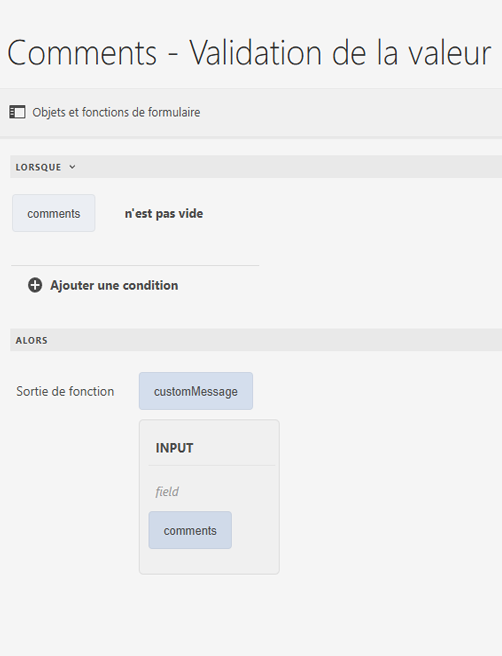 Comments - Validation de la valeur
Objets et fonctions de formulaire
LORSQUE
comments n'est pas vide
Ajouter une condition
ALORS
Sortie de fonction customMessage
INPUT
field
comments